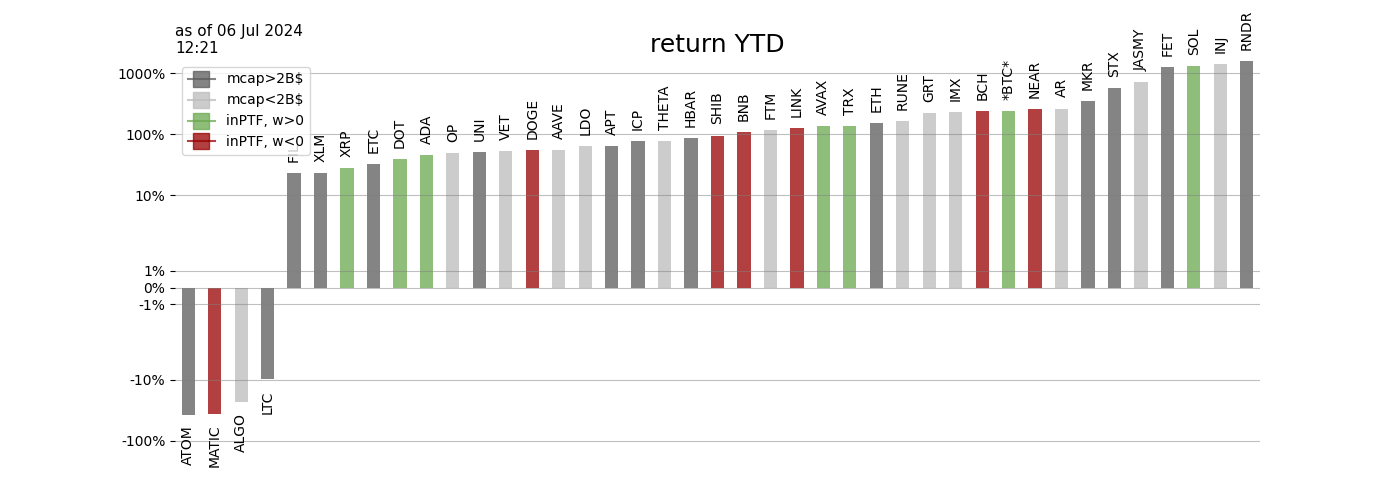 as of 06 Jul 2024
12:21
return YTD
mcap>2B$
mcap<2B$
inPTF, w>0
inPTF, w<0
1000%
100%
10%
1%
0%
-1%
-10%
-100%
ATOM
MATIC
ALGO
LTC
XLM
XRP
ETC
DOT
ADA
OP
UNI
VET
DOGE
AAVE
LDO
APT
ICP
THETA
HBAR
SHIB
BNB
FTM
LINK
AVAX
TRX
ETH
RUNE
GRT
IMX
BCH
*BTC*
NEAR
AR
MKR
STX
JASMY
FET
SOL
INJ
RNDR